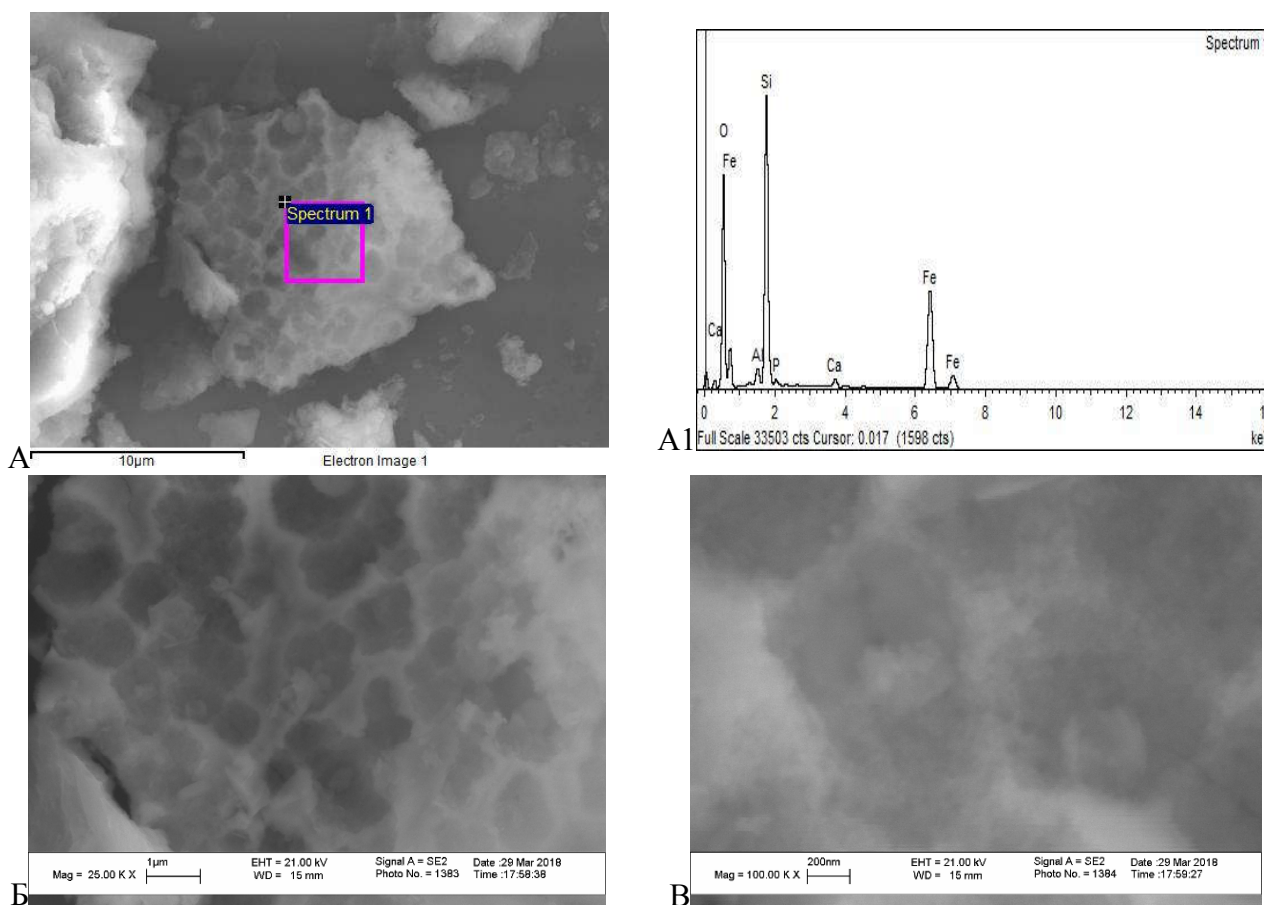 Spectrum 1
А
10µm
Electron Image 1
Spectrum
Si
O
Fe
Ca
Al
P
Ca
Fe
Fe
0 2 4 6 8 10 12 14
А1
Full Scale 33503 cts Cursor: 0.017 (1598 cts)
Б
Mag = 25.00 K X
1µm
EHT = 21.00 kV
WD = 15 mm
Signal A = SE2
Photo No. = 1383
Date :29 Mar 2018
Time :17:58:38
В
Mag = 100.00 K X
200nm
EHT = 21.00 kV
WD = 15 mm
Signal A = SE2
Photo No. = 1384
Date :29 Mar 2018
Time :17:59:27